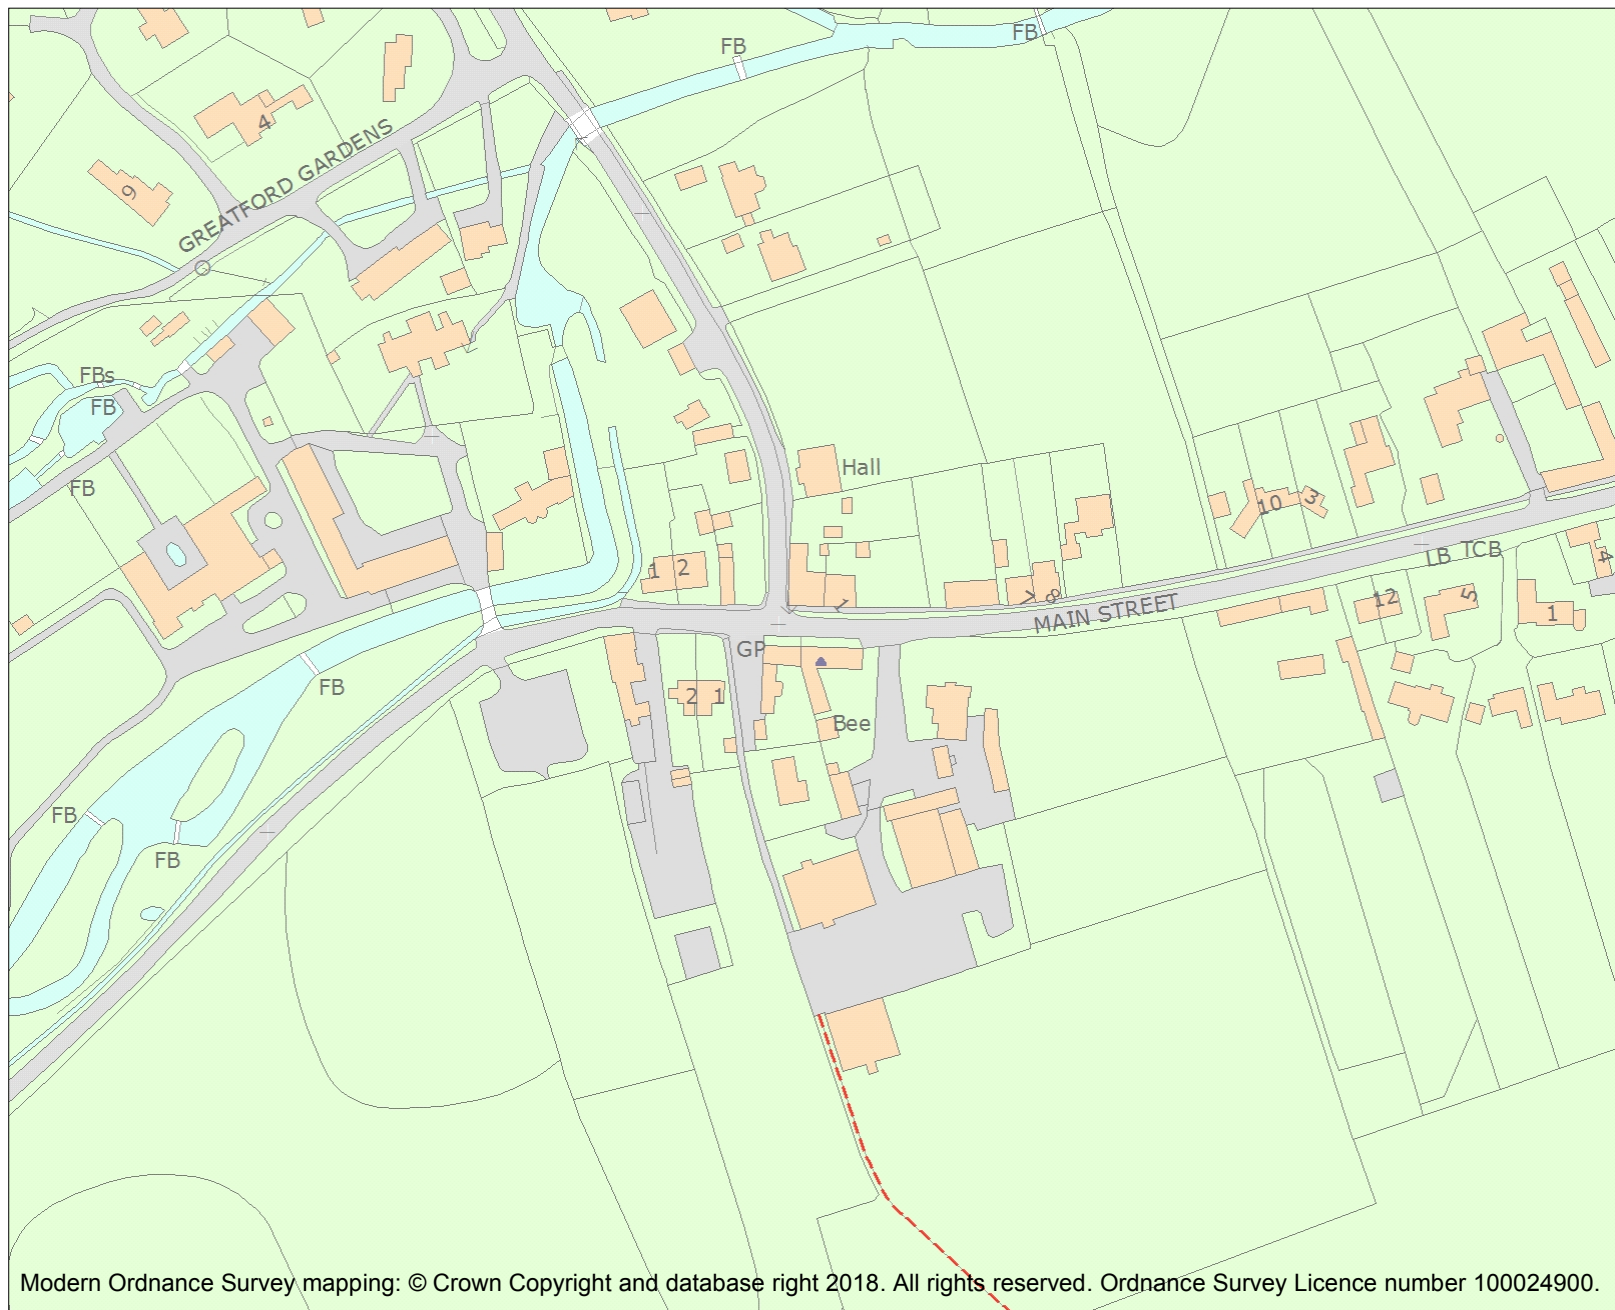 FB
FB
4
GREATFORD GARDENS
9
FBs
FB
FB
Hall
10
3
LB TCB
4
1
2
7
8
1
MAIN STREET
12
5
1
GP
FB
2
1
Bee
FB
FB
Modern Ordnance Survey mapping: © Crown Copyright and database right 2018. All rights reserved. Ordnance Survey Licence number 100024900.